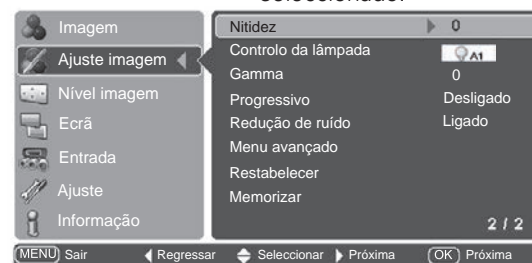 Imagem
Ajuste imagem
Nível imagem
Ecrã
Entrada
Ajuste
Informação
Nitidez 0
Controlo da lâmpada A1
Gamma 0
Progressivo Desligado
Redução de ruído Ligado
Menu avançado
Restabelecer
Memorizar
2 / 2
MENU Sair Regressar Seleccionar Próxima OK Próxima